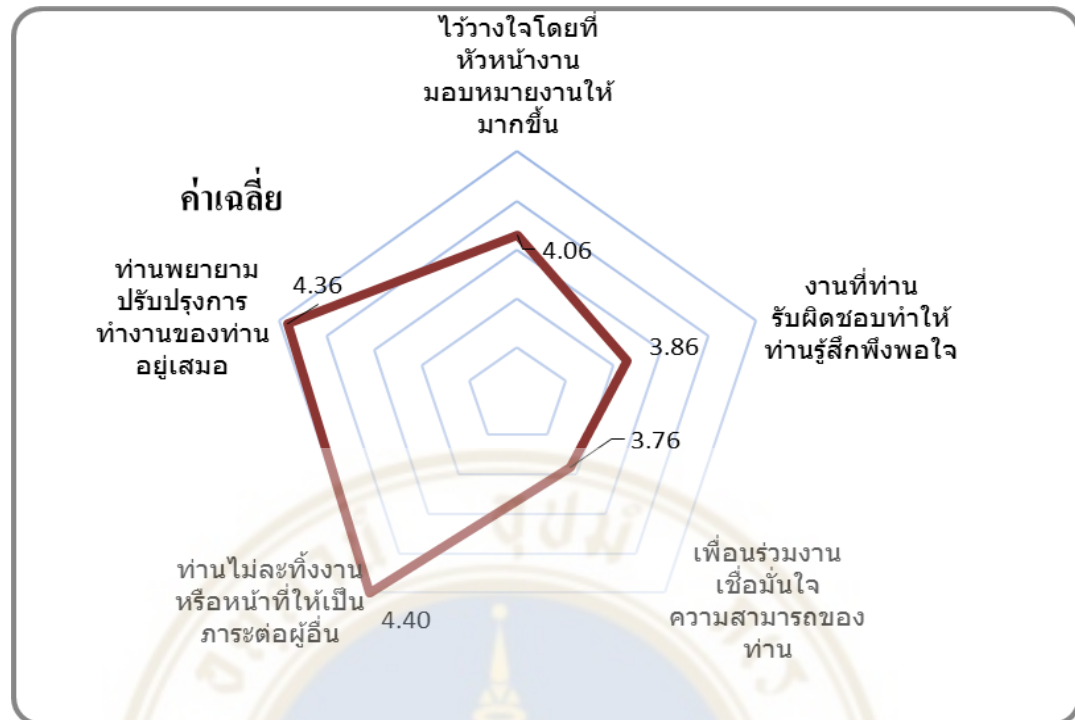 ไว้วางใจโดยที่
หัวหน้างาน
มอบหมายงานให้
มากขึ้น
ค่าเฉลี่ย
4.06
ท่านพยายาม
ปรับปรุงการ
ทำงานของท่าน
อยู่เสมอ
4.36
งานที่ท่าน
รับผิดชอบทำให้
ท่านรู้สึกพึงพอใจ
3.86
3.76
เพื่อนร่วมงาน
เชื่อมั่นใจ
ความสามารถของ
ท่าน
ท่านไม่ละทิ้งงาน
หรือหน้าที่ให้เป็น
ภาระต่อผู้อื่น
4.40